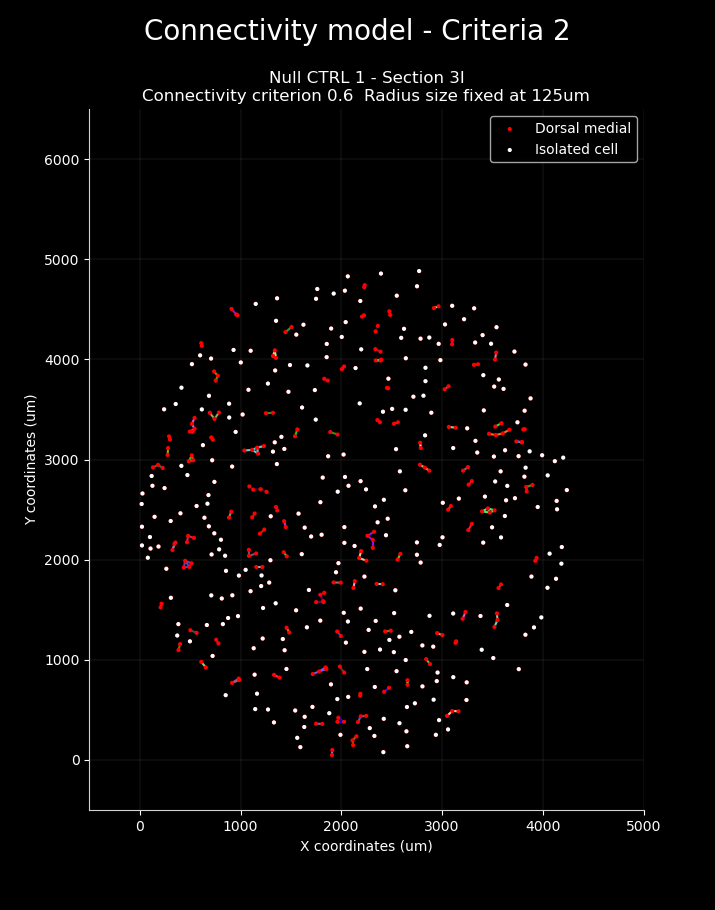 Connectivity model - Criteria 2
Null CTRL 1 - Section 3l
Connectivity criterion 0.6  Radius size fixed at 125um
Dorsal medial
Isolated cell
6000
5000
4000
3000
2000
1000
0
Y coordinates (um)
0 1000 2000 3000 4000 5000
X coordinates (um)